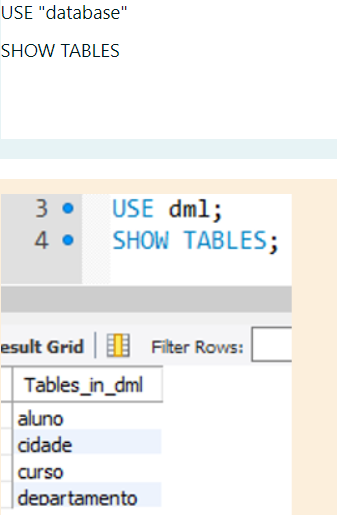 USE "database"
SHOW TABLES
3 USE dml;
4 SHOW TABLES;
esult Grid Filter Rows:
Tables_in_dml
aluno
cidade
curso
departamento